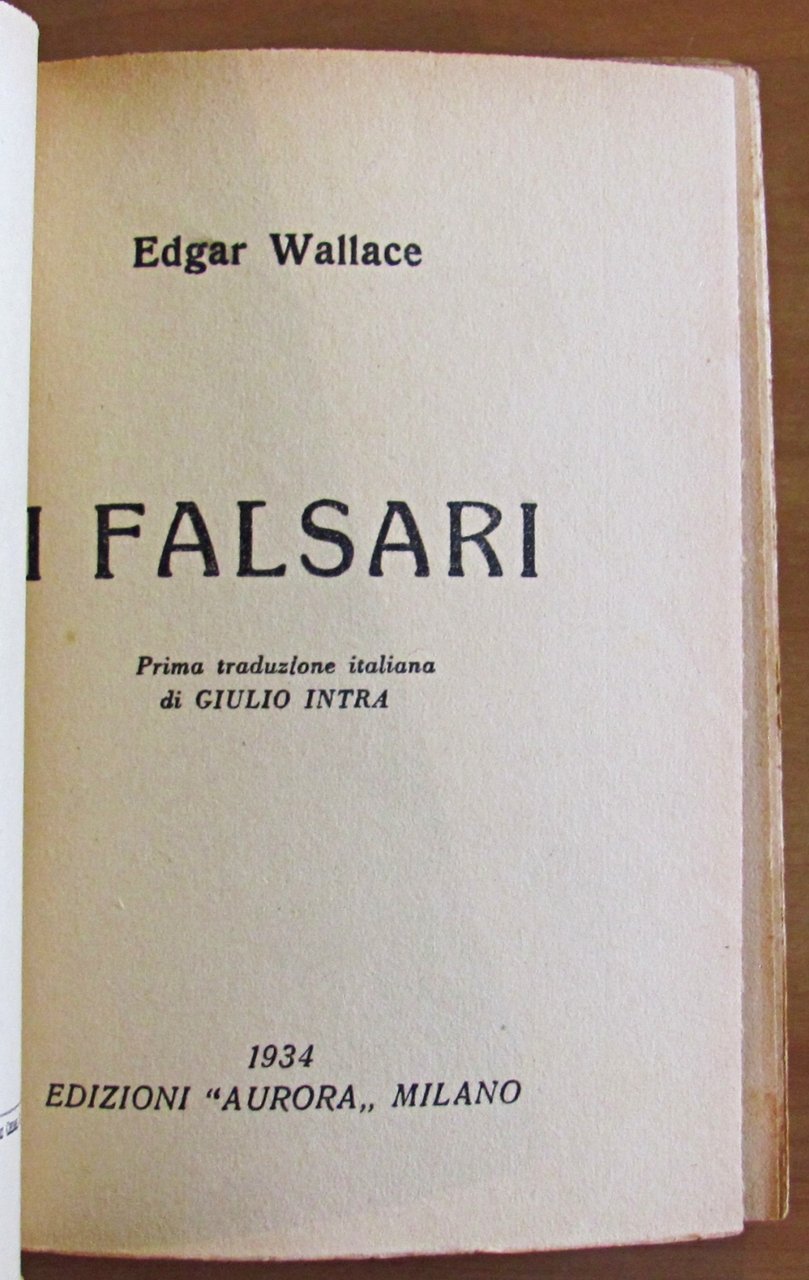 Edgar Wallace
I FALSARI
Prima traduzione italiana
di GIULIO INTRA
1934
EDIZIONI “AURORA„ MILANO